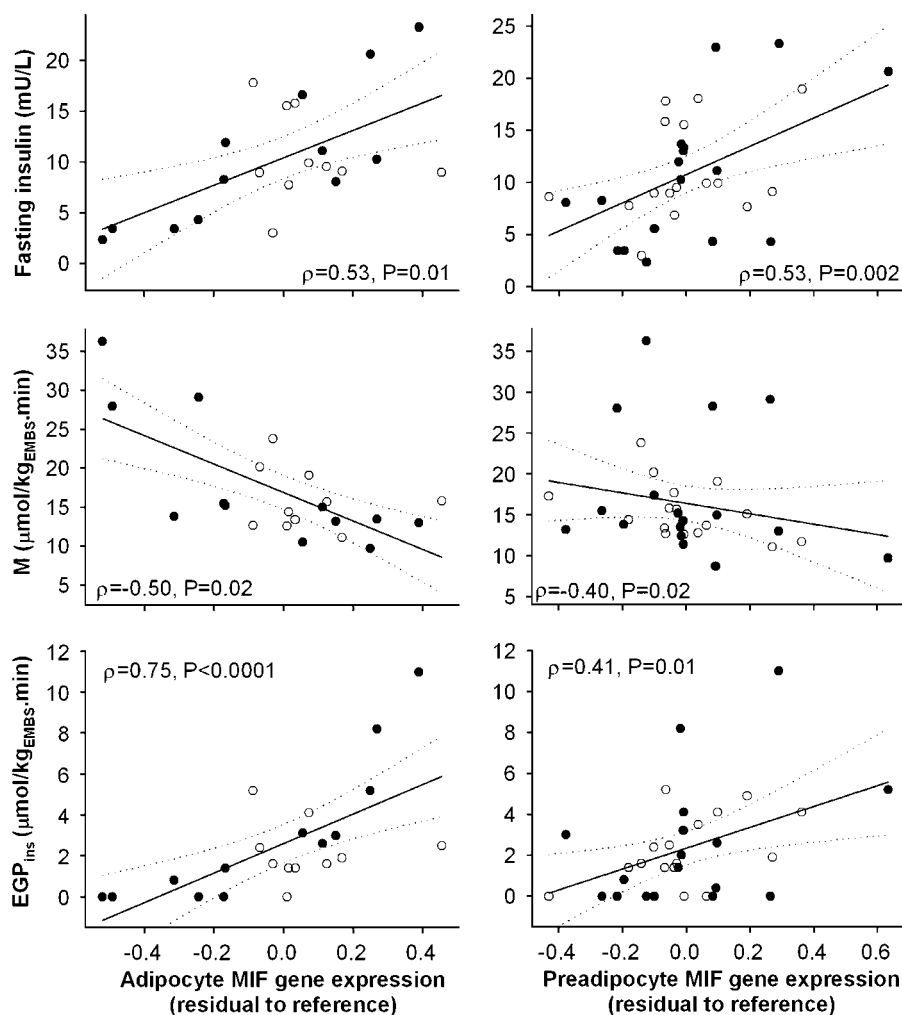 Fasting insulin (mU/L)
20
15
10
5
0
ρ=0.53, P=0.01
25
20
15
10
5
0
ρ=0.53, P=0.002
M (μmol/kgEMBS.min)
35
30
25
20
15
10
5
ρ=-0.50, P=0.02
35
30
25
20
15
10
5
ρ=-0.40, P=0.02
EGPins (μmol/kgEMBS.min)
12
10
8
6
4
2
0
ρ=0.75, P<0.0001
12
10
8
6
4
2
0
ρ=0.41, P=0.01
-0.4 -0.2 0.0 0.2 0.4
Adipocyte MIF gene expression
(residual to reference)
-0.4 -0.2 0.0 0.2 0.4 0.6
Preadipocyte MIF gene expression
(residual to reference)